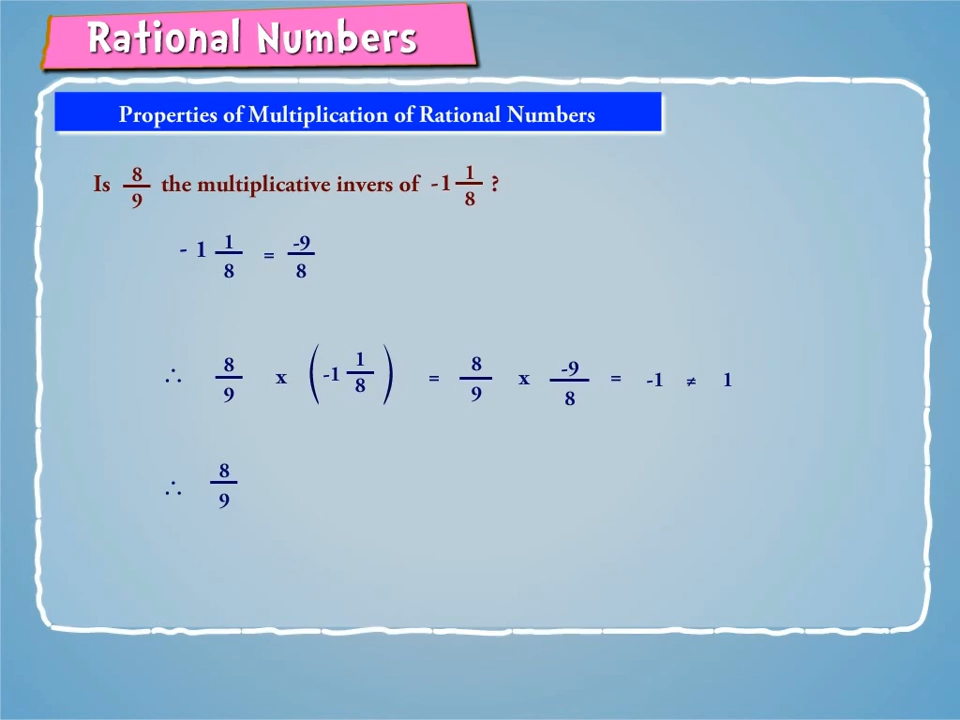 Rational Numbers
Properties of Multiplication of Rational Numbers
Is 8/9 the multiplicative invers of -1 1/8 ?
- 1 1/8 = -9/8
∴ 8/9 x (-1 1/8) = 8/9 x -9/8 = -1 ≠ 1
∴ 8/9